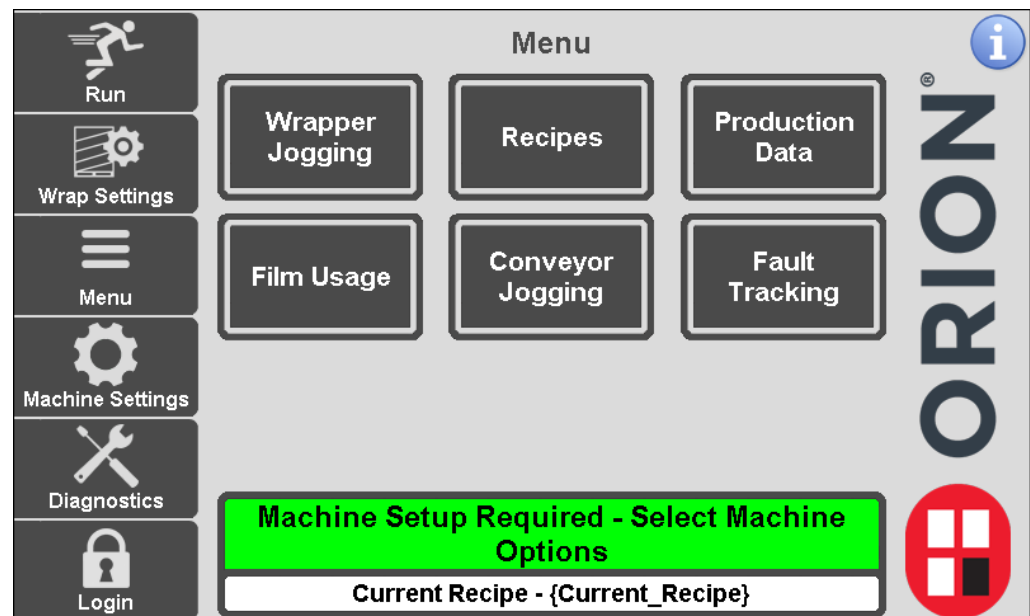 Run
Wrap Settings
Menu
Machine Settings
Diagnostics
Login
Menu
i
Wrapper
Jogging
Recipes
Production
Data
Film Usage
Conveyor
Jogging
Fault
Tracking
Machine Setup Required - Select Machine
Options
Current Recipe - {Current_Recipe}
ORION®